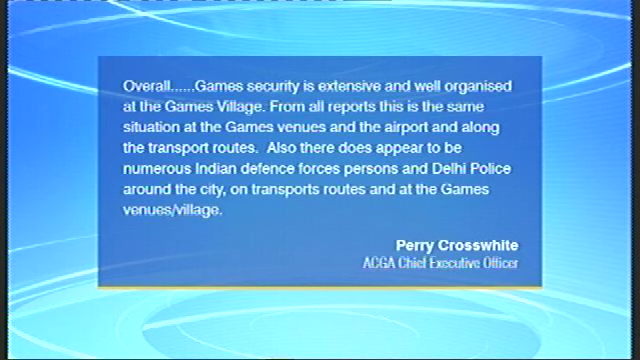 Overall......Games security is extensive and well organised
at the Games Village. From all reports this is the same
situation at the Games venues and the airport and along
the transport routes. Also there does appear to be
numerous Indian defence forces persons and Delhi Police
around the city, on transports routes and at the Games
venues/village.
Perry Crosswhite
ACGA Chief Executive Officer